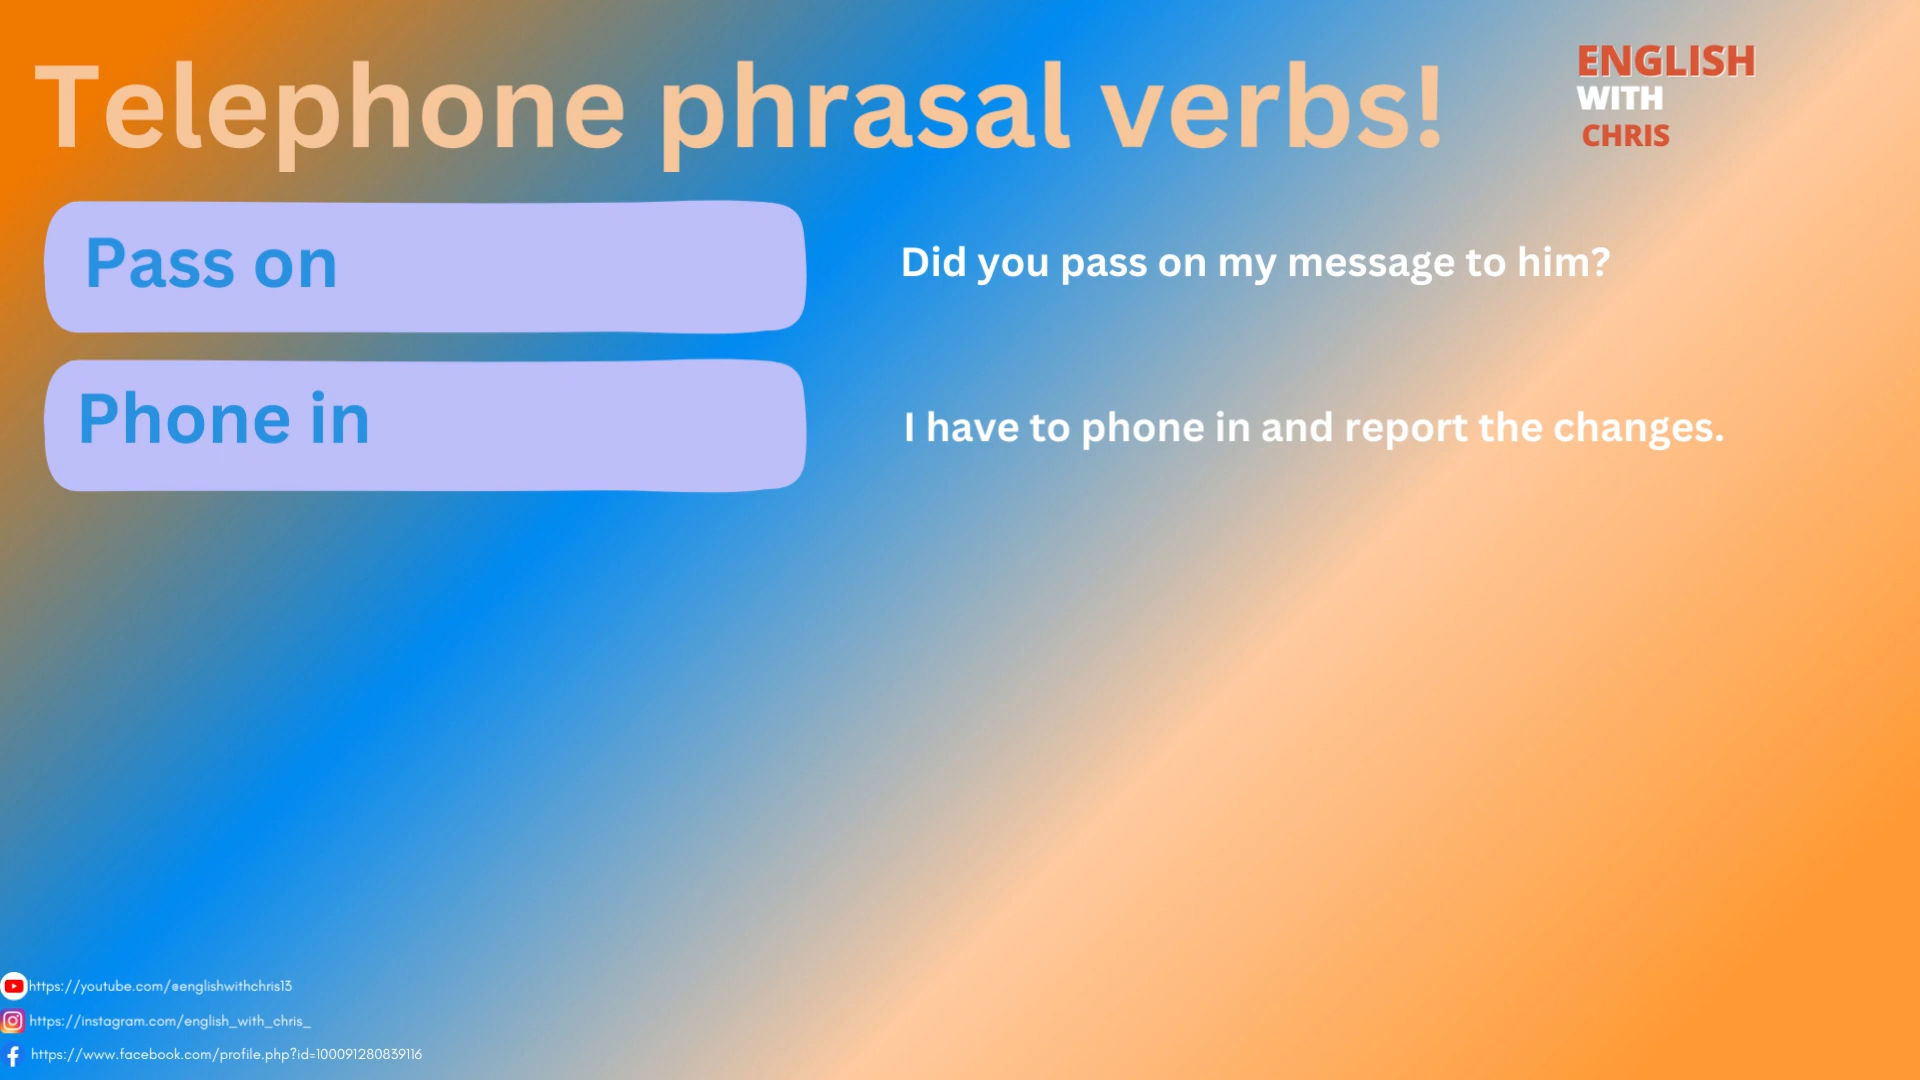 Telephone phrasal verbs!
ENGLISH
WITH
CHRIS
Pass on
Did you pass on my message to him?
Phone in
I have to phone in and report the changes.
https://youtube.com/@englishwithchris13
https://instagram.com/english_with_chris_
https://www.facebook.com/profile.php?id=100091280839116